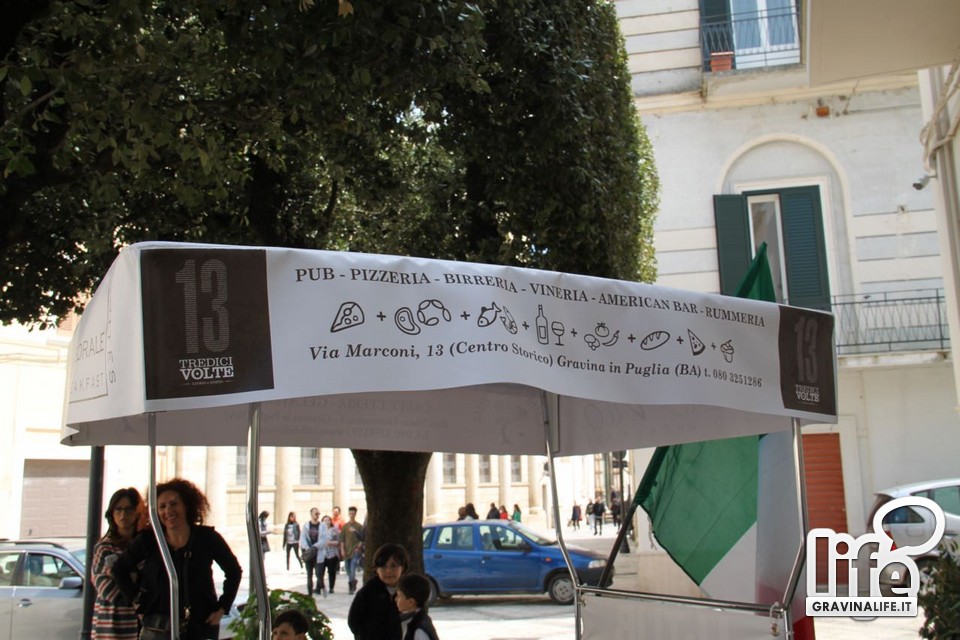 13
TREDICI
VOLTE
PUB - PIZZERIA - BIRRERIA - VINERIA - AMERICAN BAR - RUMMERIA
Via Marconi, 13 (Centro Storico) Gravina in Puglia (BA) t. 080 3251286
13
TREDICI
VOLTE
life
GRAVINALIFE.IT